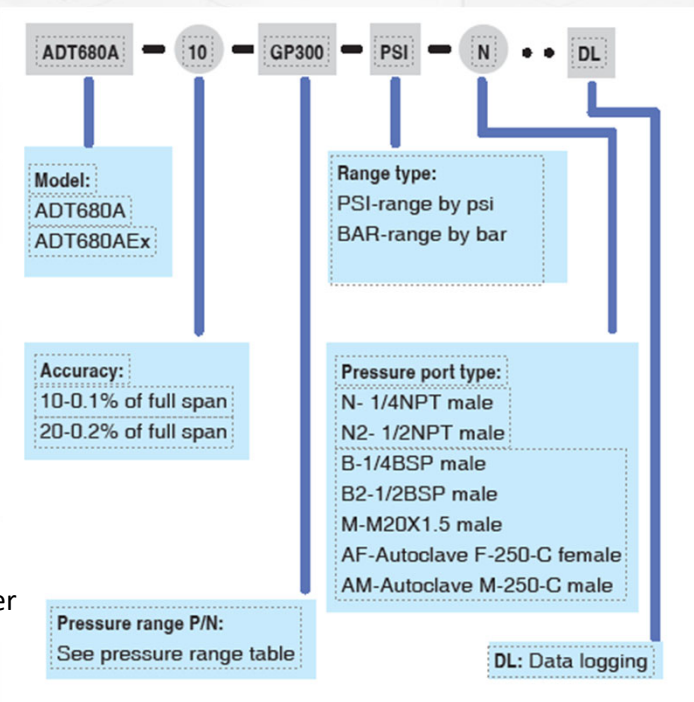 ADT680A - 10 - GP300 - PSI - N • • DL
Model:
ADT680A
ADT680AEx
Range type:
PSI-range by psi
BAR-range by bar
Accuracy:
10-0.1% of full span
20-0.2% of full span
Pressure port type:
N- 1/4NPT male
N2- 1/2NPT male
B-1/4BSP male
B2-1/2BSP male
M-M20X1.5 male
AF-Autoclave F-250-C female
AM-Autoclave M-250-C male
er
Pressure range P/N:
See pressure range table
DL: Data logging